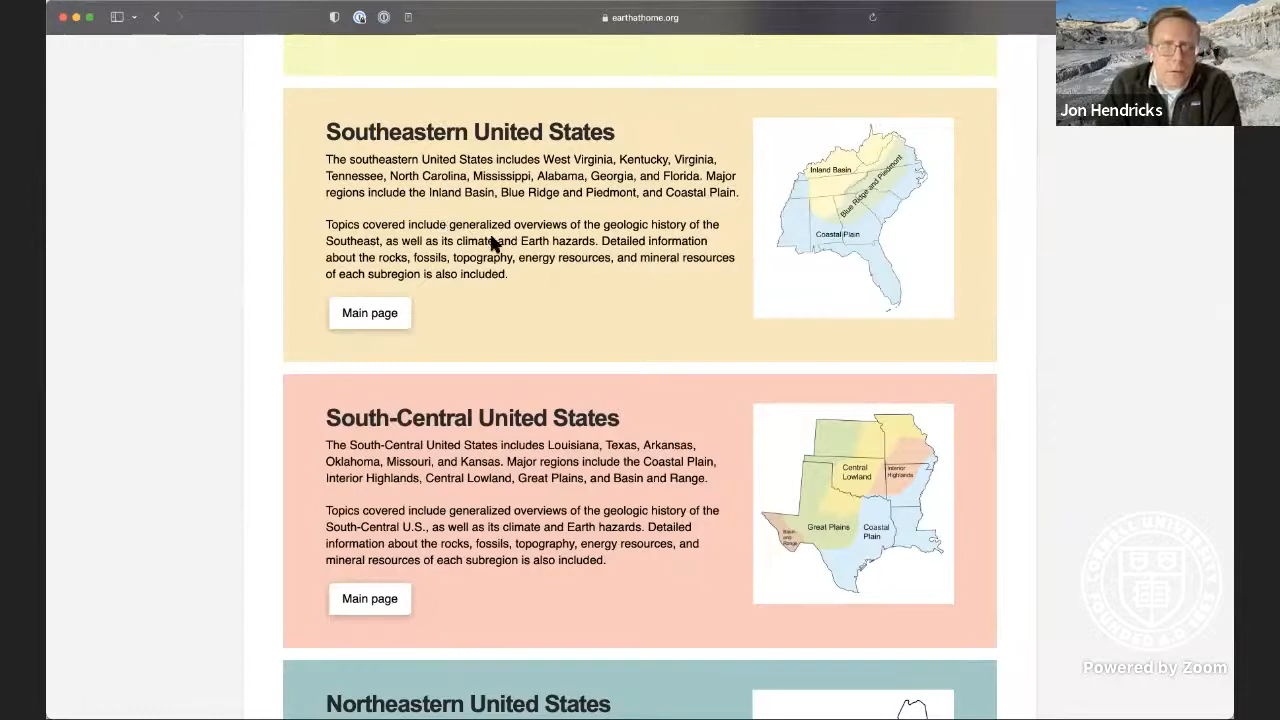 earthathome.org
Jon Hendricks
Southeastern United States
The southeastern United States includes West Virginia, Kentucky, Virginia,
Tennessee, North Carolina, Mississippi, Alabama, Georgia, and Florida. Major
regions include the Inland Basin, Blue Ridge and Piedmont, and Coastal Plain.
Topics covered include generalized overviews of the geologic history of the
Southeast, as well as its climate and Earth hazards. Detailed information
about the rocks, fossils, topography, energy resources, and mineral resources
of each subregion is also included.
Main page
Inland Basin
Blue Ridge and Piedmont
Coastal Plain
South-Central United States
The South-Central United States includes Louisiana, Texas, Arkansas,
Oklahoma, Missouri, and Kansas. Major regions include the Coastal Plain,
Interior Highlands, Central Lowland, Great Plains, and Basin and Range.
Topics covered include generalized overviews of the geologic history of the
South-Central U.S., as well as its climate and Earth hazards. Detailed
information about the rocks, fossils, topography, energy resources, and
mineral resources of each subregion is also included.
Main page
Central
Lowland
Interior
Highlands
Great Plains
Coastal
Plain
Basin
and
Range
Northeastern United States
CORNELL UNIVERSITY
FOUNDED A.D. 1865
Powered by Zoom